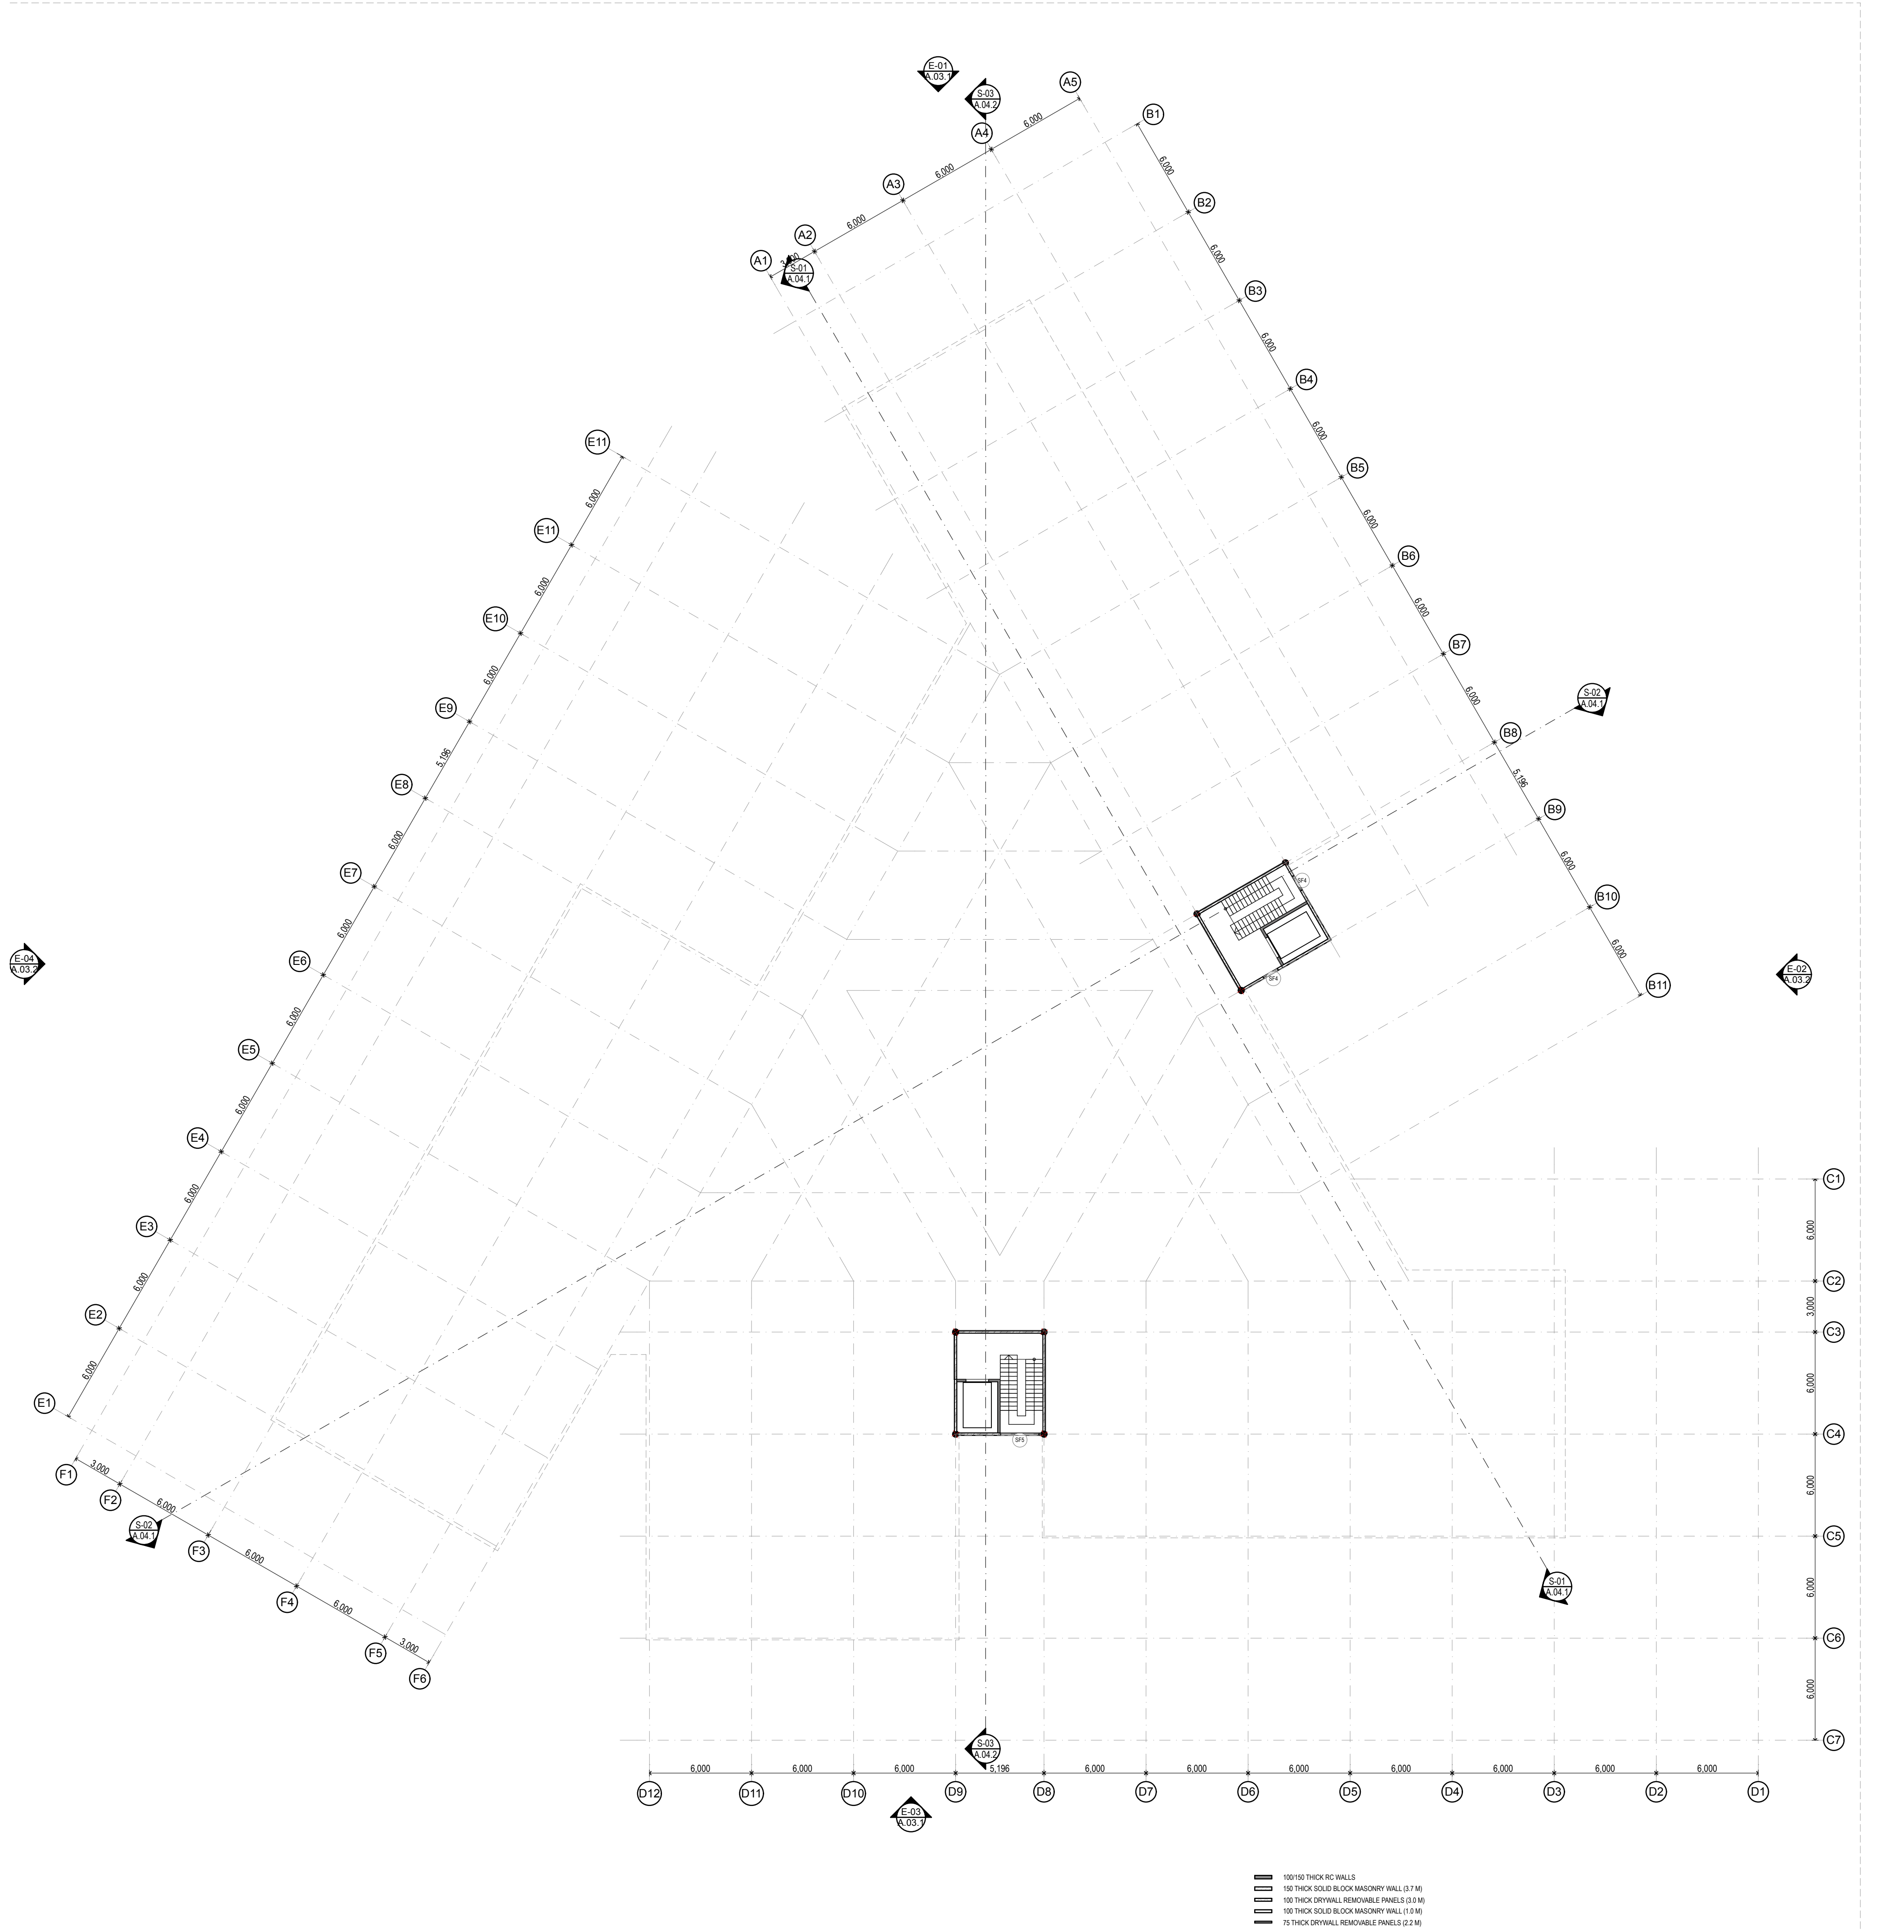 E-01
A.03.1
S-03
A.04.2
A5
6,000
A4
6,000
A3
6,000
A2
A1
S-01
A.04.1
B1
6,000
B2
6,000
B3
6,000
B4
6,000
B5
6,000
B6
6,000
B7
6,000
B8
5,196
B9
6,000
B10
6,000
B11
S-02
A.04.1
E11
6,000
E11
6,000
E10
6,000
E9
5,196
E8
6,000
E7
6,000
E6
6,000
E5
6,000
E4
6,000
E3
6,000
E2
6,000
E1
E-04
A.03.2
E-02
A.03.2
SF4
SF4
SF5
F1
3,000
F2
6,000
F3
6,000
F4
6,000
F5
3,000
F6
S-02
A.04.1
C1
6,000
C2
3,000
C3
6,000
C4
6,000
C5
6,000
C6
6,000
C7
S-01
A.04.1
S-03
A.04.2
6,000 6,000 6,000 5,196 6,000 6,000 6,000 6,000 6,000 6,000 6,000
D12 D11 D10 D9 D8 D7 D6 D5 D4 D3 D2 D1
E-03
A.03.1
100/150 THICK RC WALLS
150 THICK SOLID BLOCK MASONRY WALL (3.7 M)
100 THICK DRYWALL REMOVABLE PANELS (3.0 M)
100 THICK SOLID BLOCK MASONRY WALL (1.0 M)
75 THICK DRYWALL REMOVABLE PANELS (2.2 M)